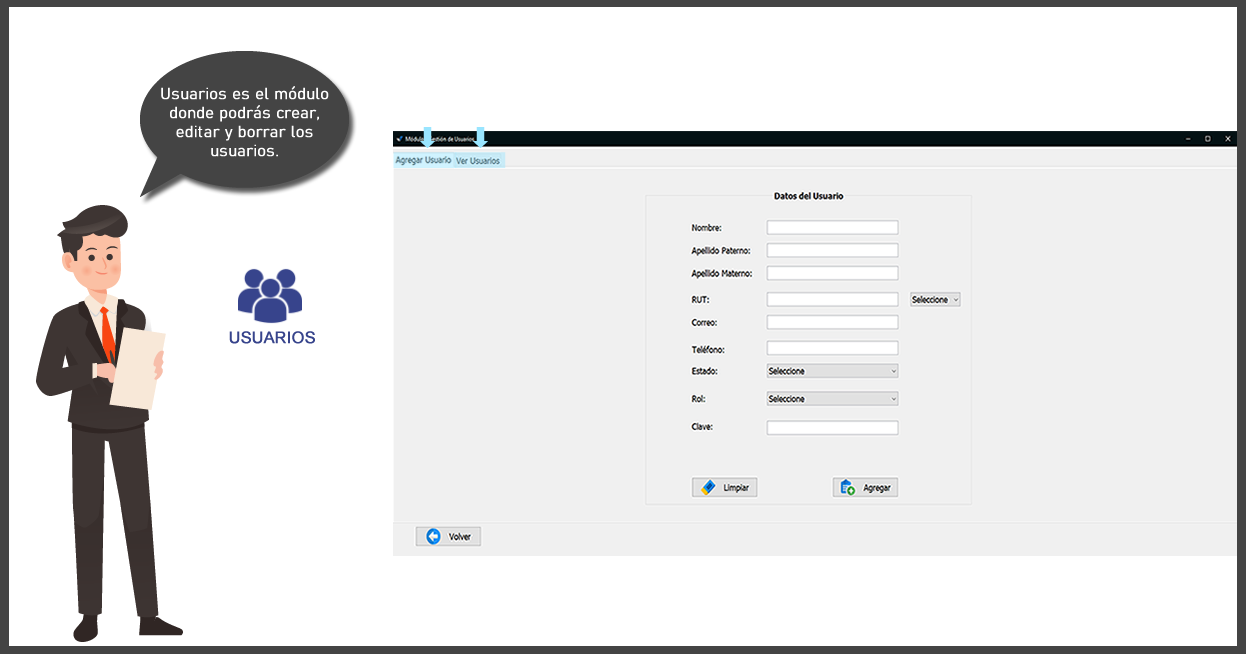 Usuarios es el módulo
donde podrás crear,
editar y borrar los
usuarios.
USUARIOS
Módulo Gestión de Usuarios
Agregar Usuario Ver Usuarios
Datos del Usuario
Nombre:
Apellido Paterno:
Apellido Materno:
RUT: Seleccione
Correo:
Teléfono:
Estado: Seleccione
Rol: Seleccione
Clave:
Limpiar Agregar
Volver